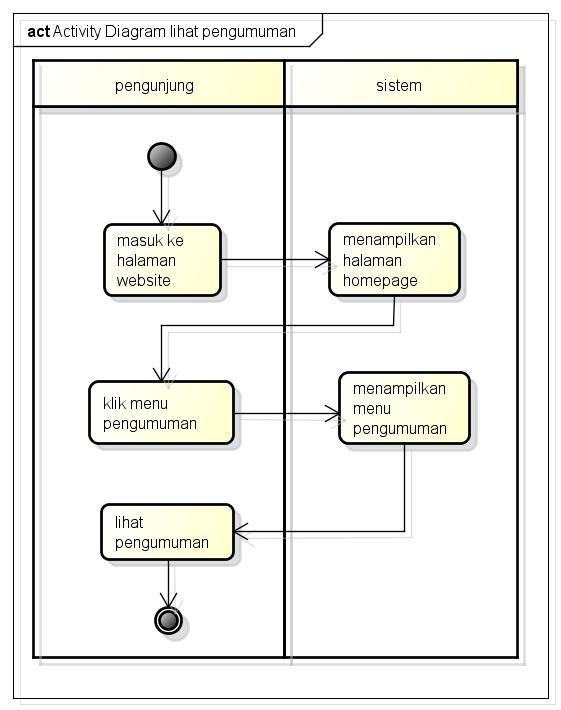 act Activity Diagram lihat pengumuman
pengunjung
sistem
masuk ke
halaman
website
menampilkan
halaman
homepage
klik menu
pengumuman
menampilkan
menu
pengumuman
lihat
pengumuman